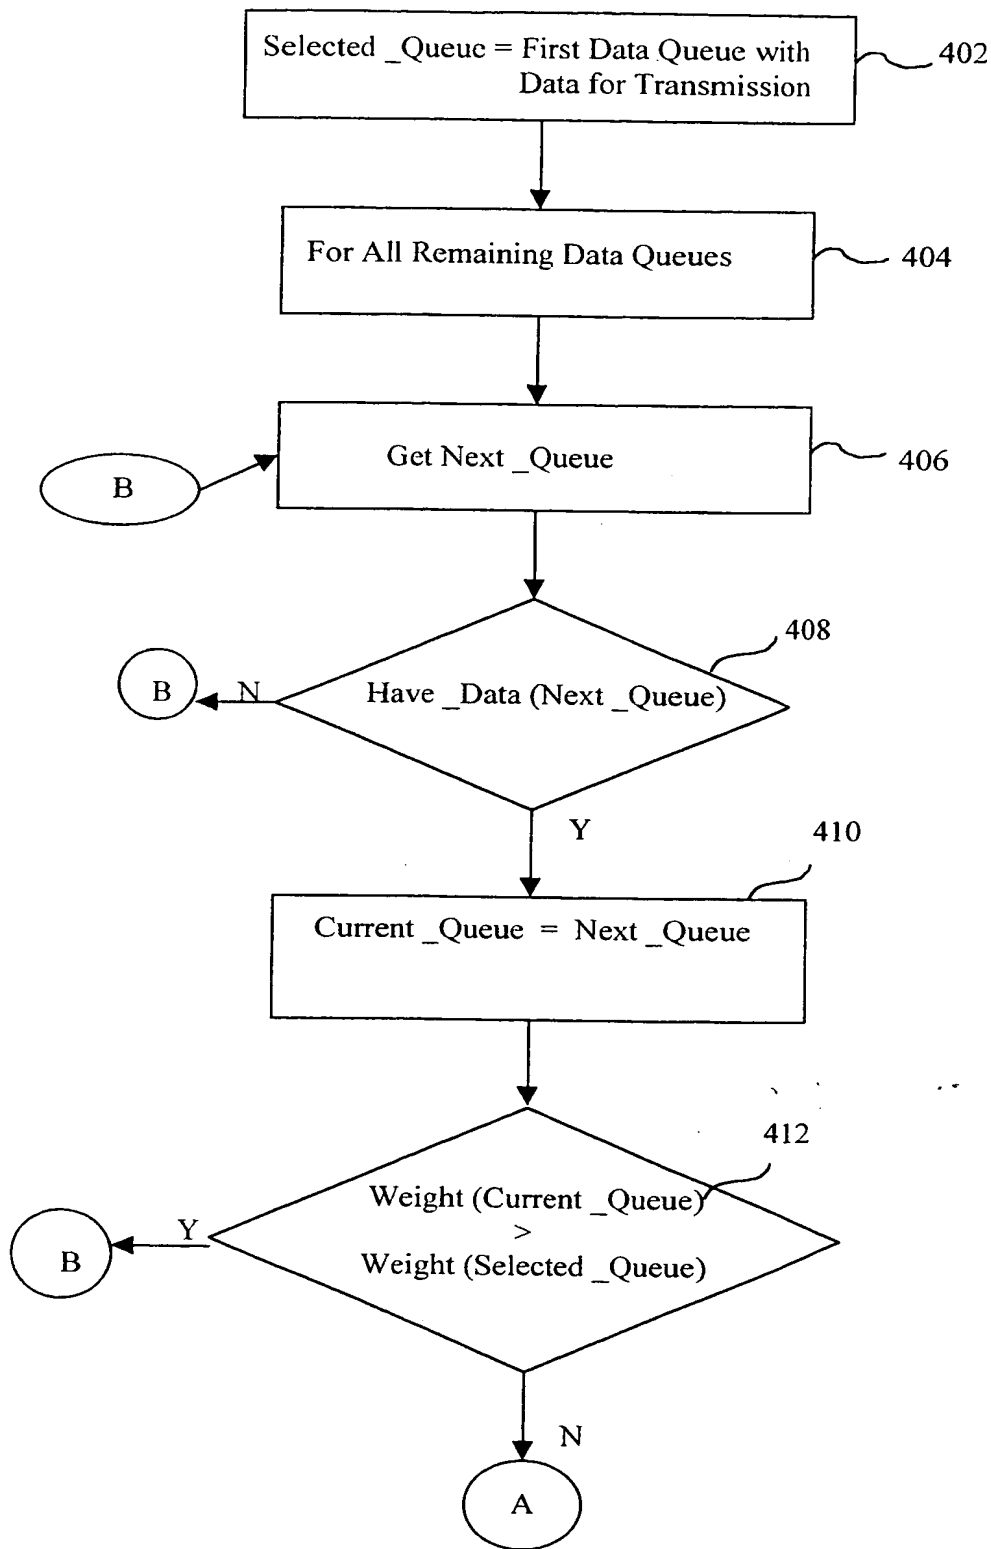 Selected _Queue = First Data Queue with
Data for Transmission
402
For All Remaining Data Queues
404
Get Next _Queue
406
B
408
Have _Data (Next _Queue)
N
B
Y
410
Current _Queue = Next _Queue
412
Weight (Current _Queue)
>
Weight (Selected _Queue)
Y
B
N
A